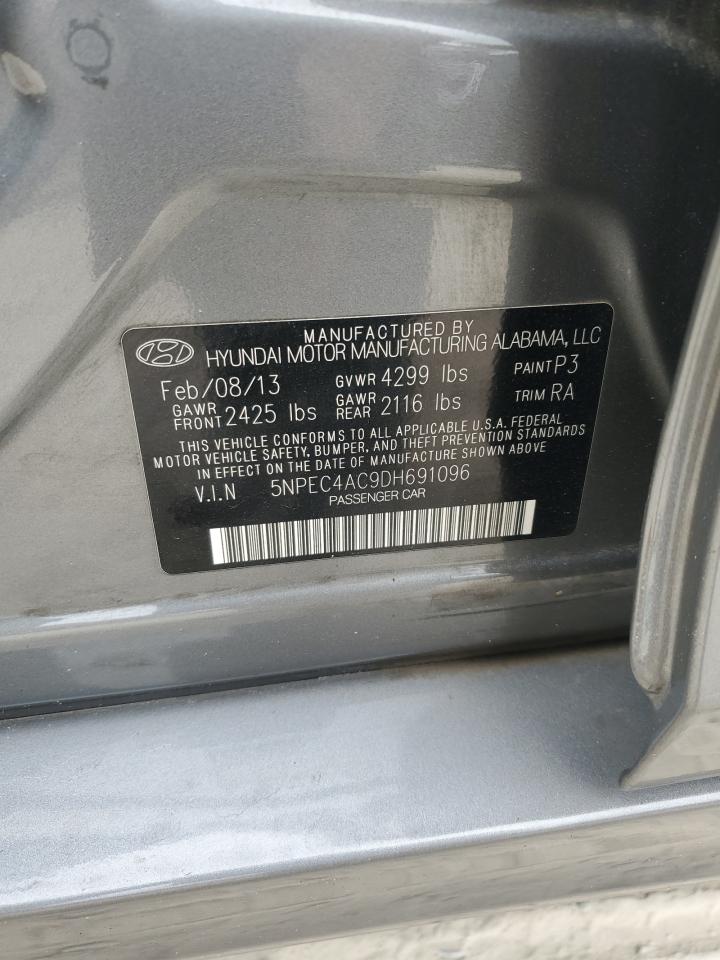 MANUFACTURED BY
HYUNDAI MOTOR MANUFACTURING ALABAMA, LLC
Feb/08/13 GVWR 4299 lbs PAINT P3
GAWR FRONT 2425 lbs GAWR REAR 2116 lbs TRIM RA
THIS VEHICLE CONFORMS TO ALL APPLICABLE U.S.A. FEDERAL
MOTOR VEHICLE SAFETY, BUMPER, AND THEFT PREVENTION STANDARDS
IN EFFECT ON THE DATE OF MANUFACTURE SHOWN ABOVE
V.I.N 5NPEC4AC9DH691096
PASSENGER CAR